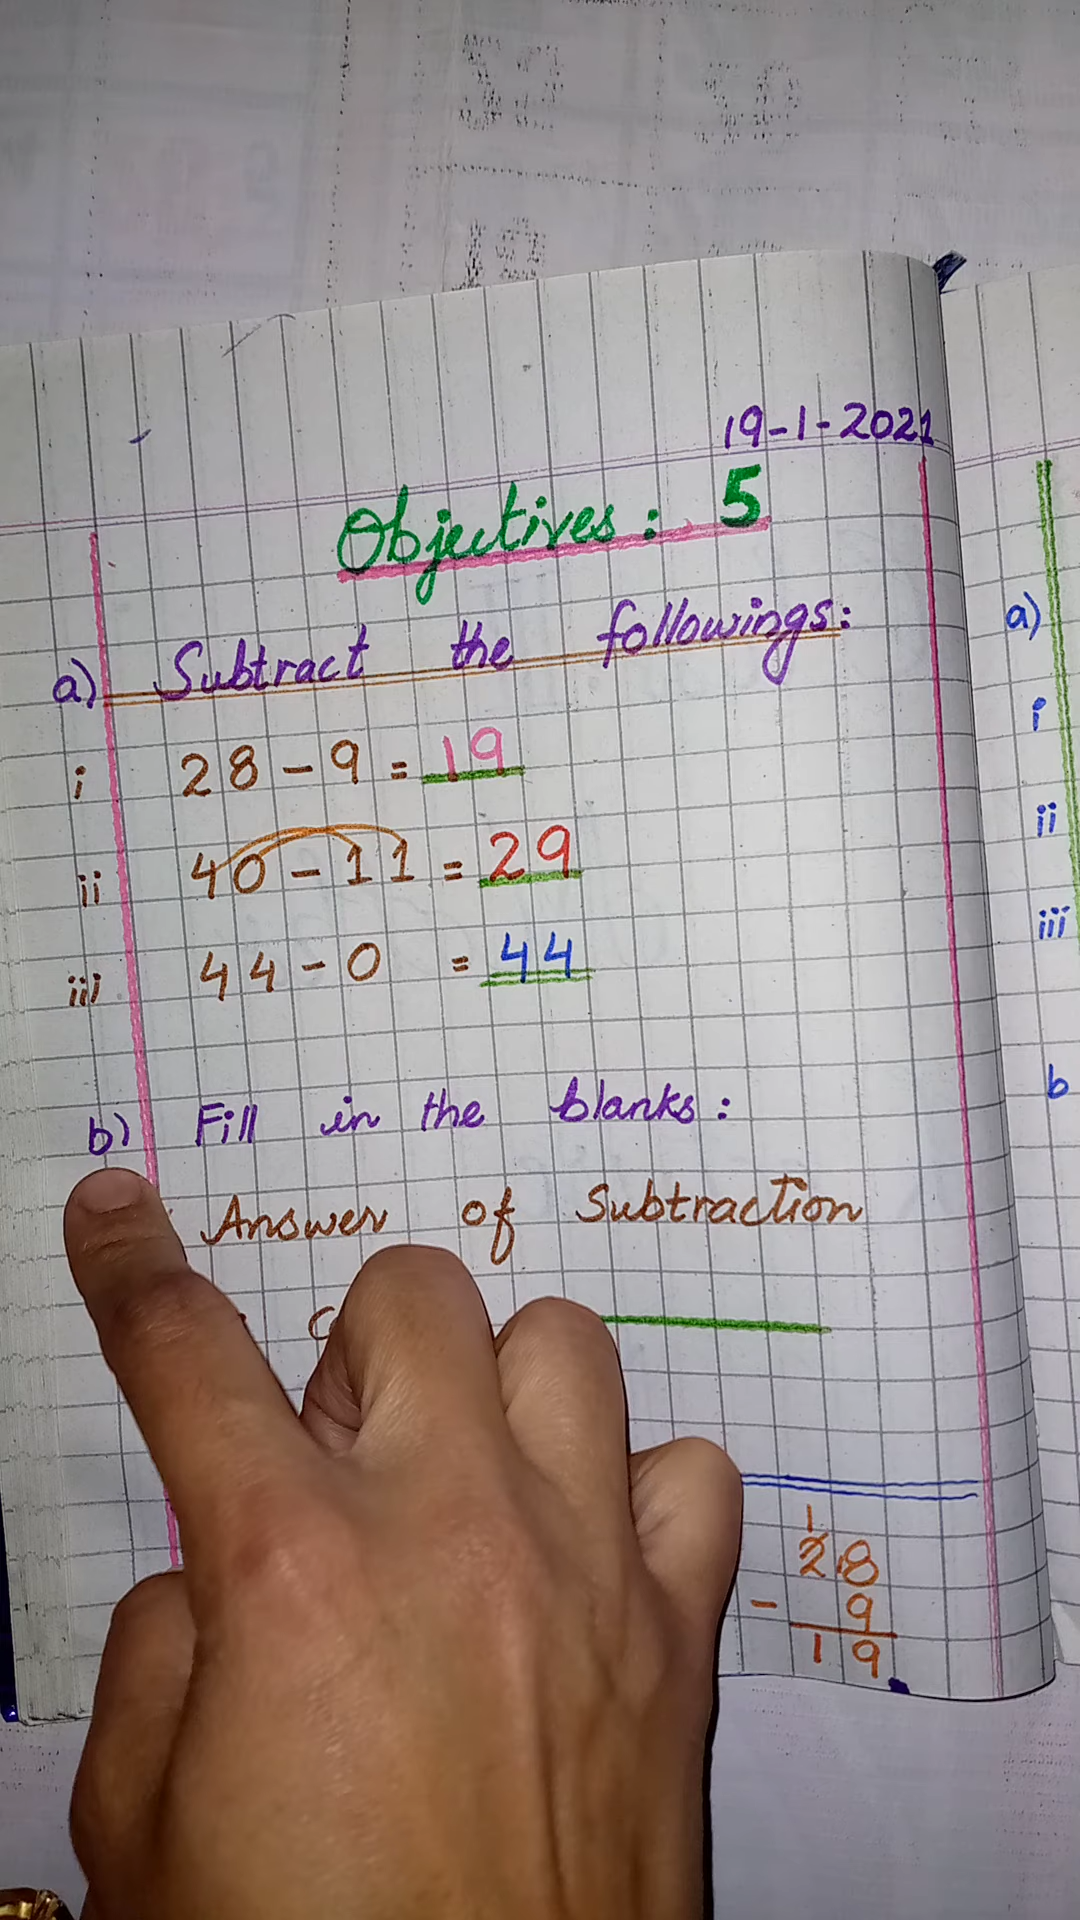 19-1-2021
Objectives: 5
a) Subtract the followings:
i 28 - 9 = 19
ii 40 - 11 = 29
iii 44 - 0 = 44
b) Fill in the blanks:
Answer of Subtraction
1
28
- 9
19
a)
i
ii
iii
b